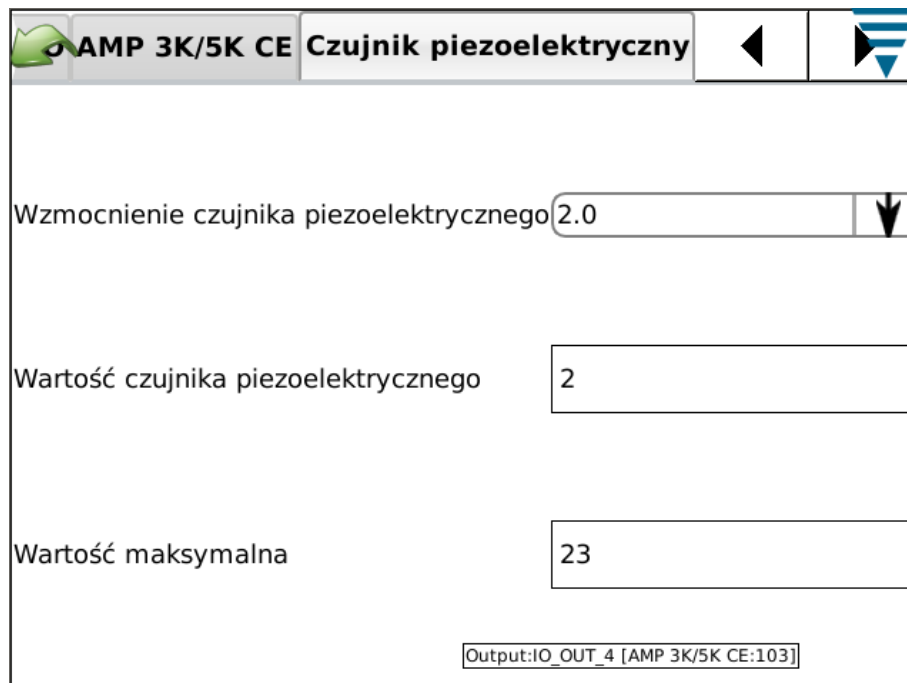 AMP 3K/5K CE Czujnik piezoelektryczny
Wzmocnienie czujnika piezoelektrycznego 2.0
Wartość czujnika piezoelektrycznego 2
Wartość maksymalna 23
Output:IO_OUT_4 [AMP 3K/5K CE:103]